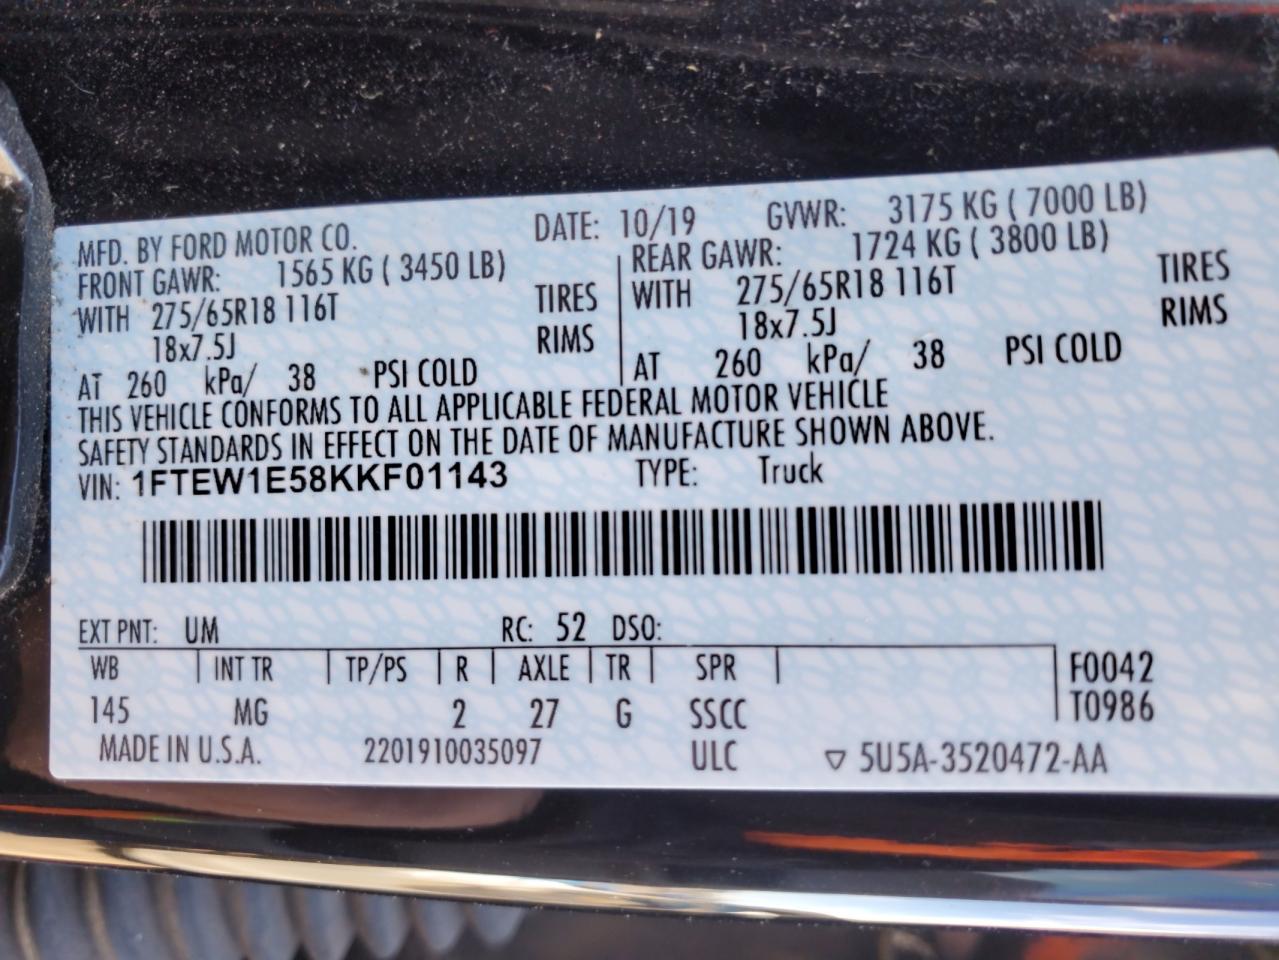 MFD. BY FORD MOTOR CO. DATE: 10/19 GVWR: 3175 KG ( 7000 LB)
FRONT GAWR: 1565 KG ( 3450 LB) REAR GAWR: 1724 KG ( 3800 LB)
WITH 275/65R18 116T TIRES WITH 275/65R18 116T TIRES
18x7.5J RIMS 18x7.5J RIMS
AT 260 kPa/ 38 PSI COLD AT 260 kPa/ 38 PSI COLD
THIS VEHICLE CONFORMS TO ALL APPLICABLE FEDERAL MOTOR VEHICLE
SAFETY STANDARDS IN EFFECT ON THE DATE OF MANUFACTURE SHOWN ABOVE.
VIN: 1FTEW1E58KKF01143 TYPE: Truck
EXT PNT: UM RC: 52 DSO:
WB INT TR TP/PS R AXLE TR SPR F0042
145 MG 2 27 G SSCC T0986
MADE IN U.S.A. 2201910035097 ULC ▽ 5U5A-3520472-AA